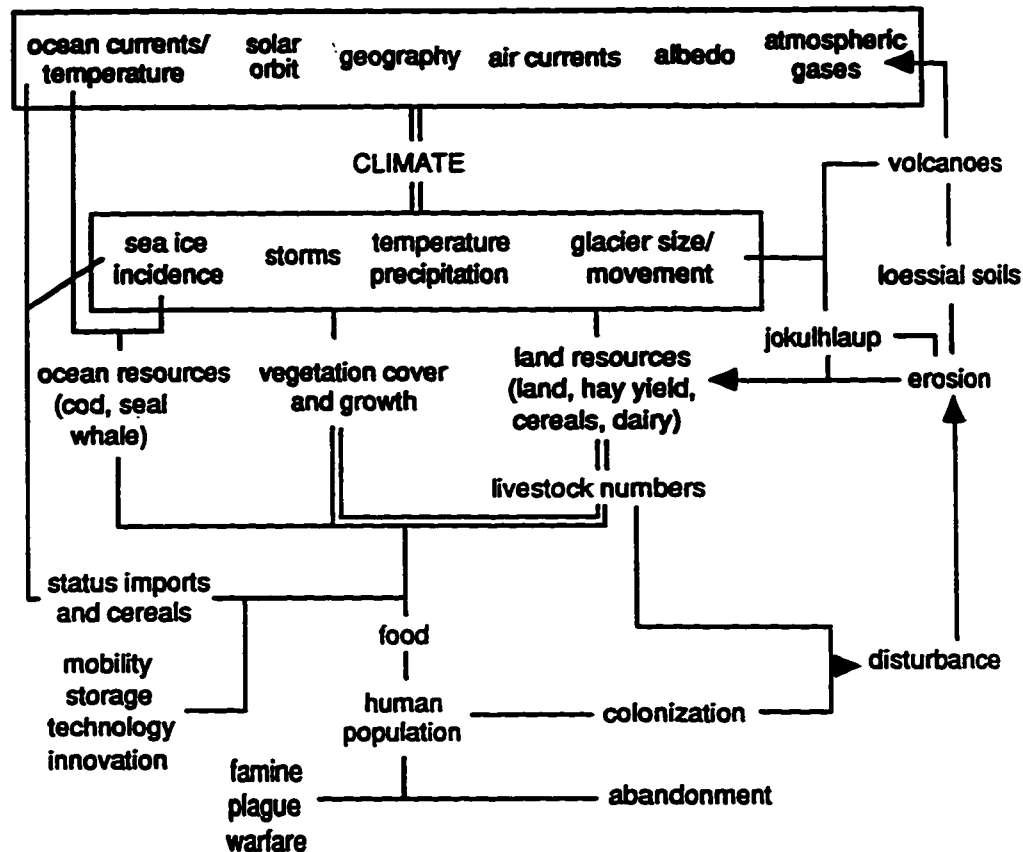 ocean currents/
temperature
solar
orbit
geography
air currents
albedo
atmospheric
gases
CLIMATE
volcanoes
sea ice
incidence
storms
temperature
precipitation
glacier size/
movement
loessial soils
jokulhlaup
erosion
ocean resources
(cod, seal
whale)
vegetation cover
and growth
land resources
(land, hay yield,
cereals, dairy)
livestock numbers
status imports
and cereals
food
mobility
storage
technology
innovation
human
population
colonization
disturbance
famine
plague
warfare
abandonment